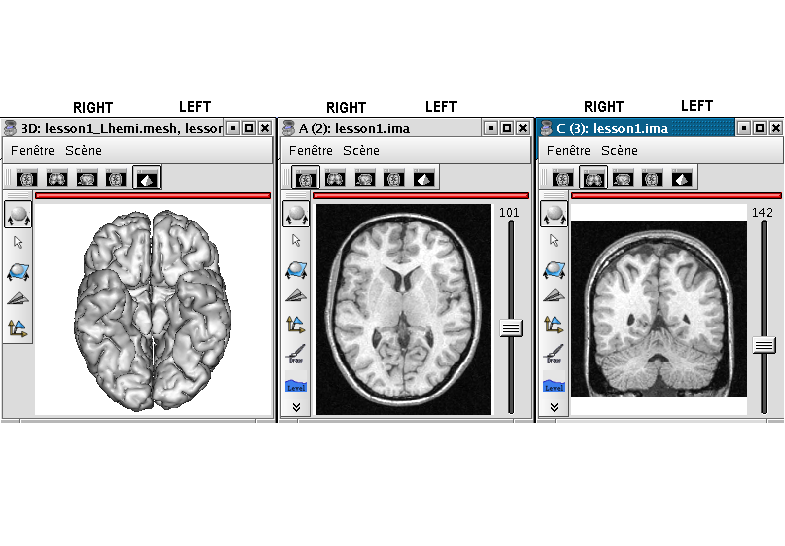 RIGHT LEFT RIGHT LEFT RIGHT LEFT
3D: lesson1_Lhemi.mesh, lessor A (2): lesson1.ima C (3): lesson1.ima
Fenêtre Scène Fenêtre Scène Fenêtre Scène
101 142
Draw Draw
Level Level